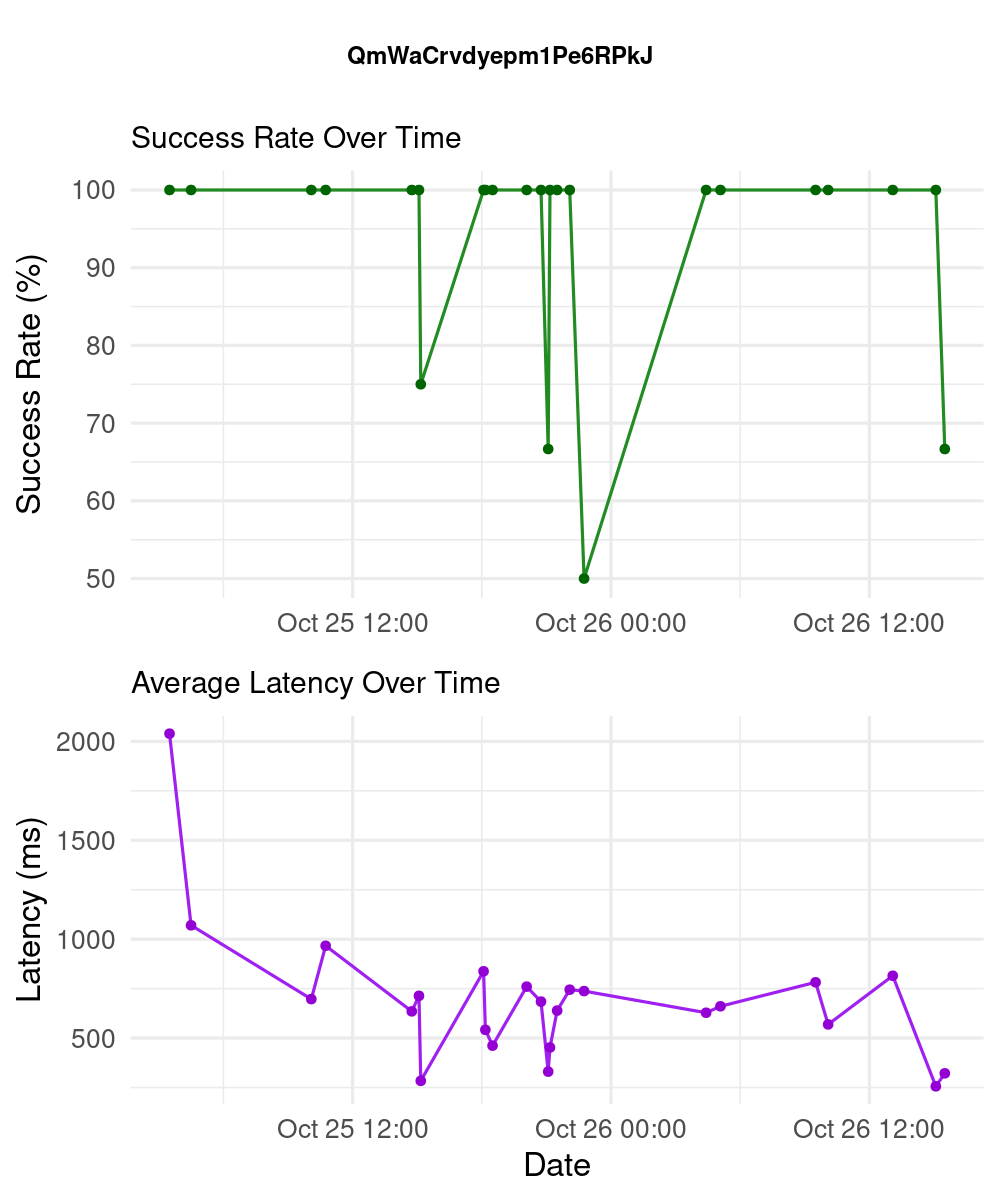 QmWaCrvdyepm1Pe6RPkJ
Success Rate Over Time
Success Rate (%)
100
90
80
70
60
50
Oct 25 12:00 Oct 26 00:00 Oct 26 12:00
Average Latency Over Time
Latency (ms)
2000
1500
1000
500
Oct 25 12:00 Oct 26 00:00 Oct 26 12:00
Date